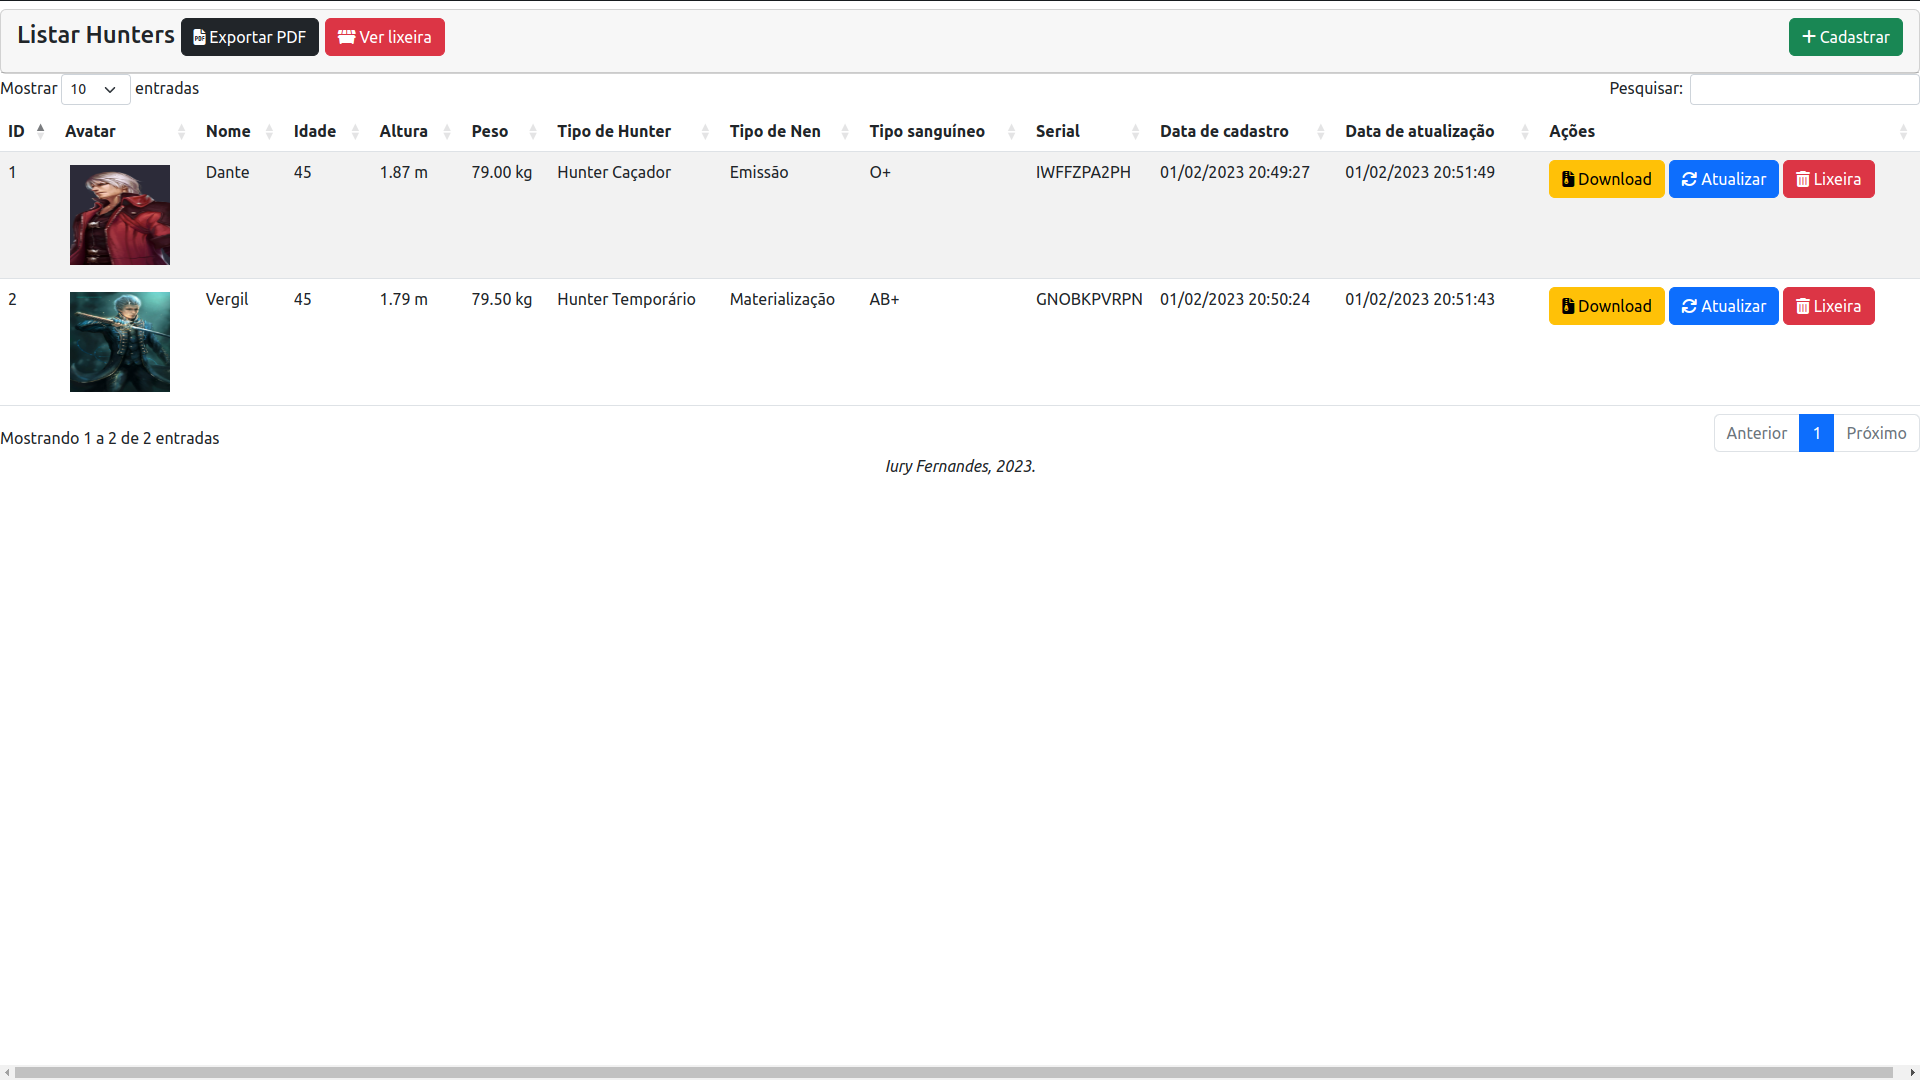 Listar Hunters Exportar PDF Ver lixeira Cadastrar
Mostrar 10 entradas Pesquisar:
ID Avatar Nome Idade Altura Peso Tipo de Hunter Tipo de Nen Tipo sanguíneo Serial Data de cadastro Data de atualização Ações
1 Dante 45 1.87 m 79.00 kg Hunter Caçador Emissão O+ IWFFZPA2PH 01/02/2023 20:49:27 01/02/2023 20:51:49 Download Atualizar Lixeira
2 Vergil 45 1.79 m 79.50 kg Hunter Temporário Materialização AB+ GNOBKPVRPN 01/02/2023 20:50:24 01/02/2023 20:51:43 Download Atualizar Lixeira
Mostrando 1 a 2 de 2 entradas Anterior 1 Próximo
Iury Fernandes, 2023.